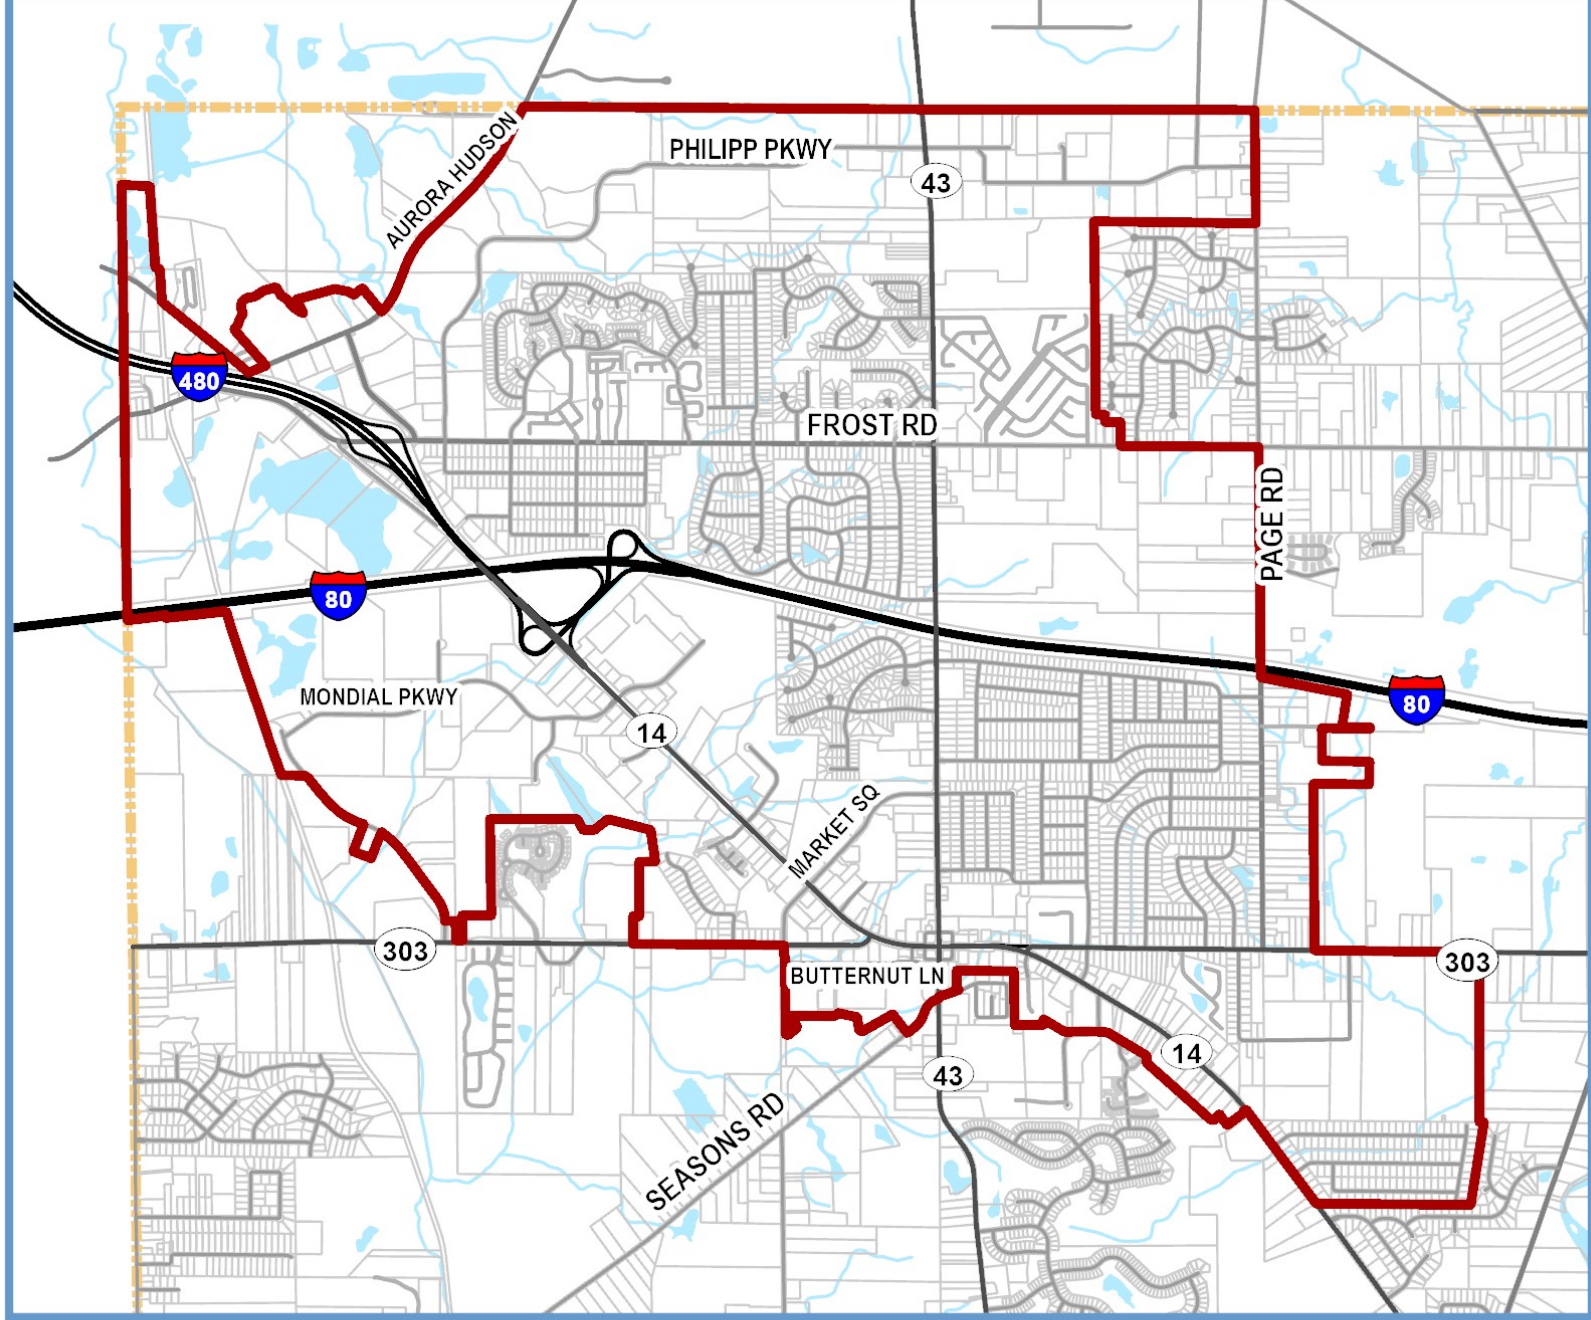 AURORA HUDSON
PHILIPP PKWY
43
480
FROST RD
PAGE RD
80
MONDIAL PKWY
80
14
MARKET SQ
303
303
BUTTERNUT LN
14
43
SEASONS RD